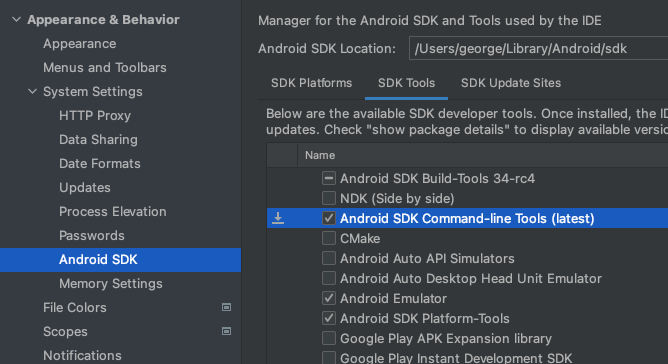 Appearance & Behavior
Appearance
Menus and Toolbars
System Settings
HTTP Proxy
Data Sharing
Date Formats
Updates
Process Elevation
Passwords
Android SDK
Memory Settings
File Colors
Scopes
Notifications
Manager for the Android SDK and Tools used by the IDE
Android SDK Location: /Users/george/Library/Android/sdk
SDK Platforms SDK Tools SDK Update Sites
Below are the available SDK developer tools. Once installed, the ID
updates. Check "show package details" to display available versio
Name
Android SDK Build-Tools 34-rc4
NDK (Side by side)
Android SDK Command-line Tools (latest)
CMake
Android Auto API Simulators
Android Auto Desktop Head Unit Emulator
Android Emulator
Android SDK Platform-Tools
Google Play APK Expansion library
Google Play Instant Development SDK